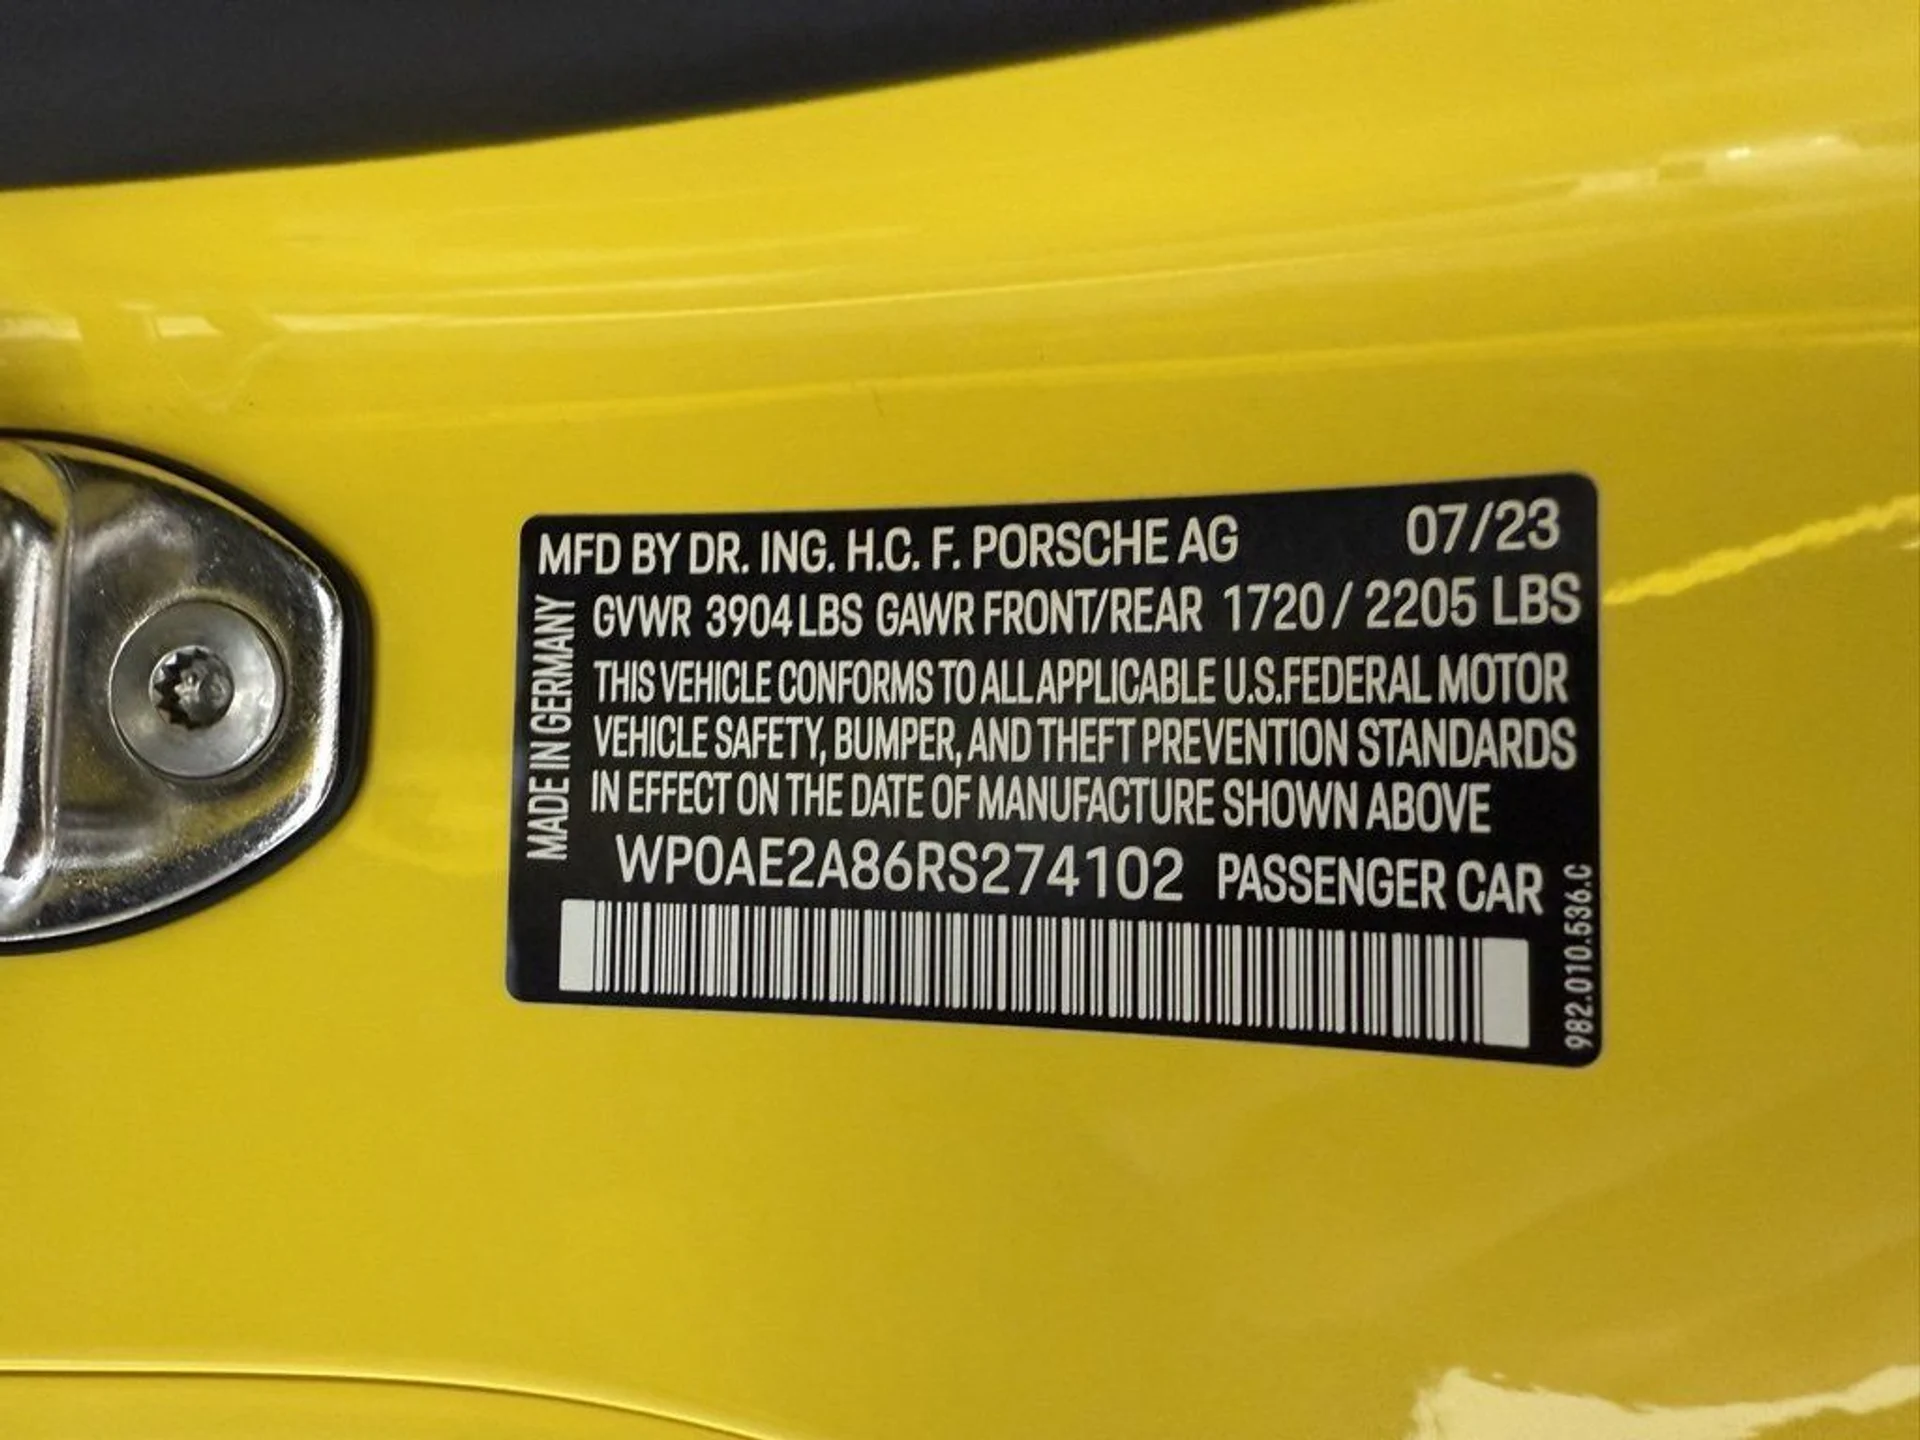 MFD BY DR. ING. H.C. F. PORSCHE AG 07/23
GVWR 3904 LBS GAWR FRONT/REAR 1720 / 2205 LBS
THIS VEHICLE CONFORMS TO ALL APPLICABLE U.S.FEDERAL MOTOR
VEHICLE SAFETY, BUMPER, AND THEFT PREVENTION STANDARDS
IN EFFECT ON THE DATE OF MANUFACTURE SHOWN ABOVE
WP0AE2A86RS274102 PASSENGER CAR
MADE IN GERMANY
982.010.536.C